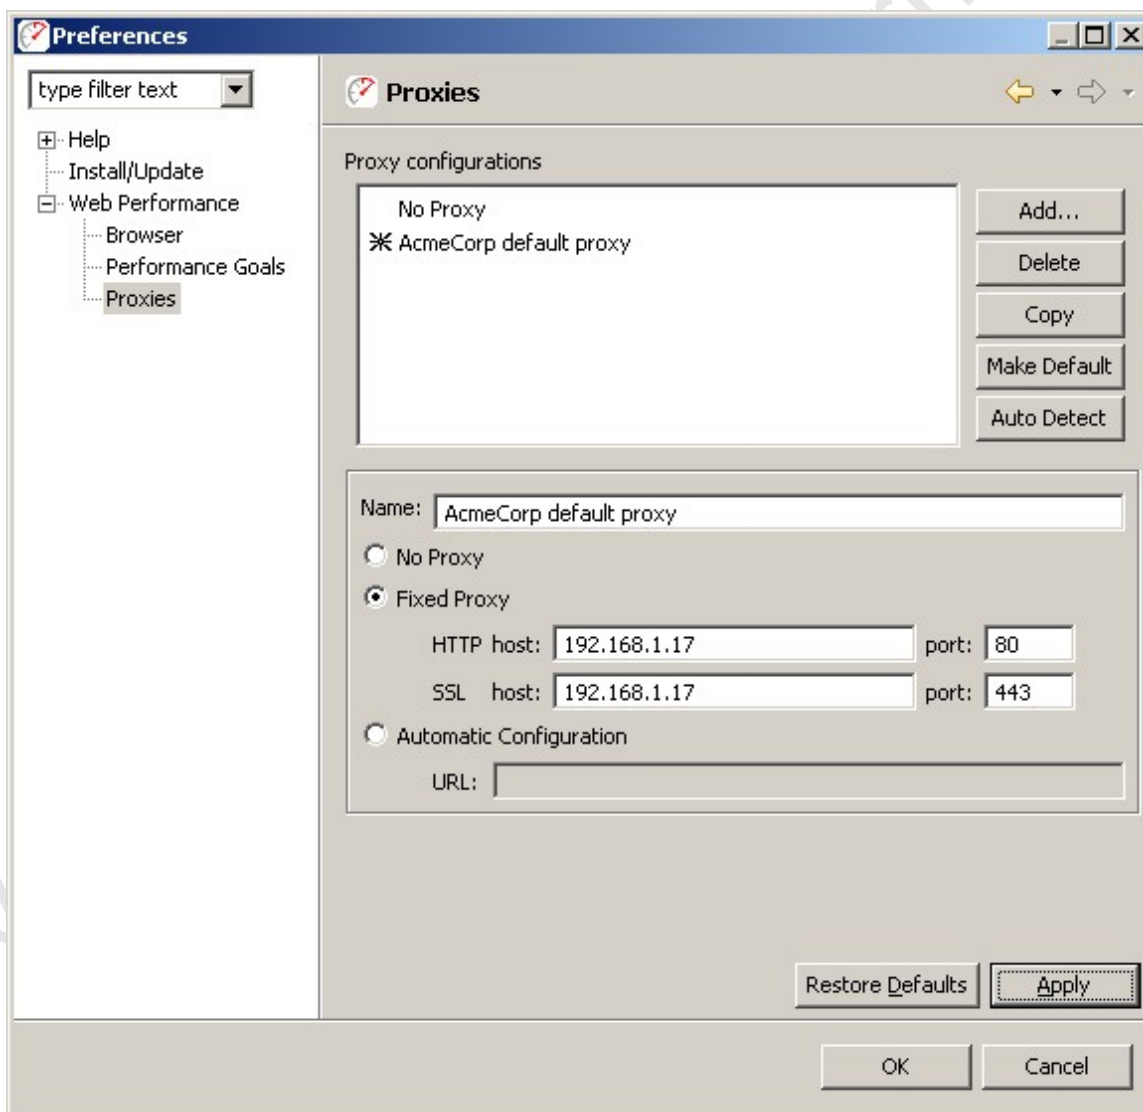 Preferences
type filter text
Proxies
Help
Install/Update
Web Performance
Browser
Performance Goals
Proxies
Proxy configurations
No Proxy
AcmeCorp default proxy
Add...
Delete
Copy
Make Default
Auto Detect
Name: AcmeCorp default proxy
No Proxy
Fixed Proxy
HTTP host: 192.168.1.17 port: 80
SSL host: 192.168.1.17 port: 443
Automatic Configuration
URL:
Restore Defaults Apply
OK Cancel